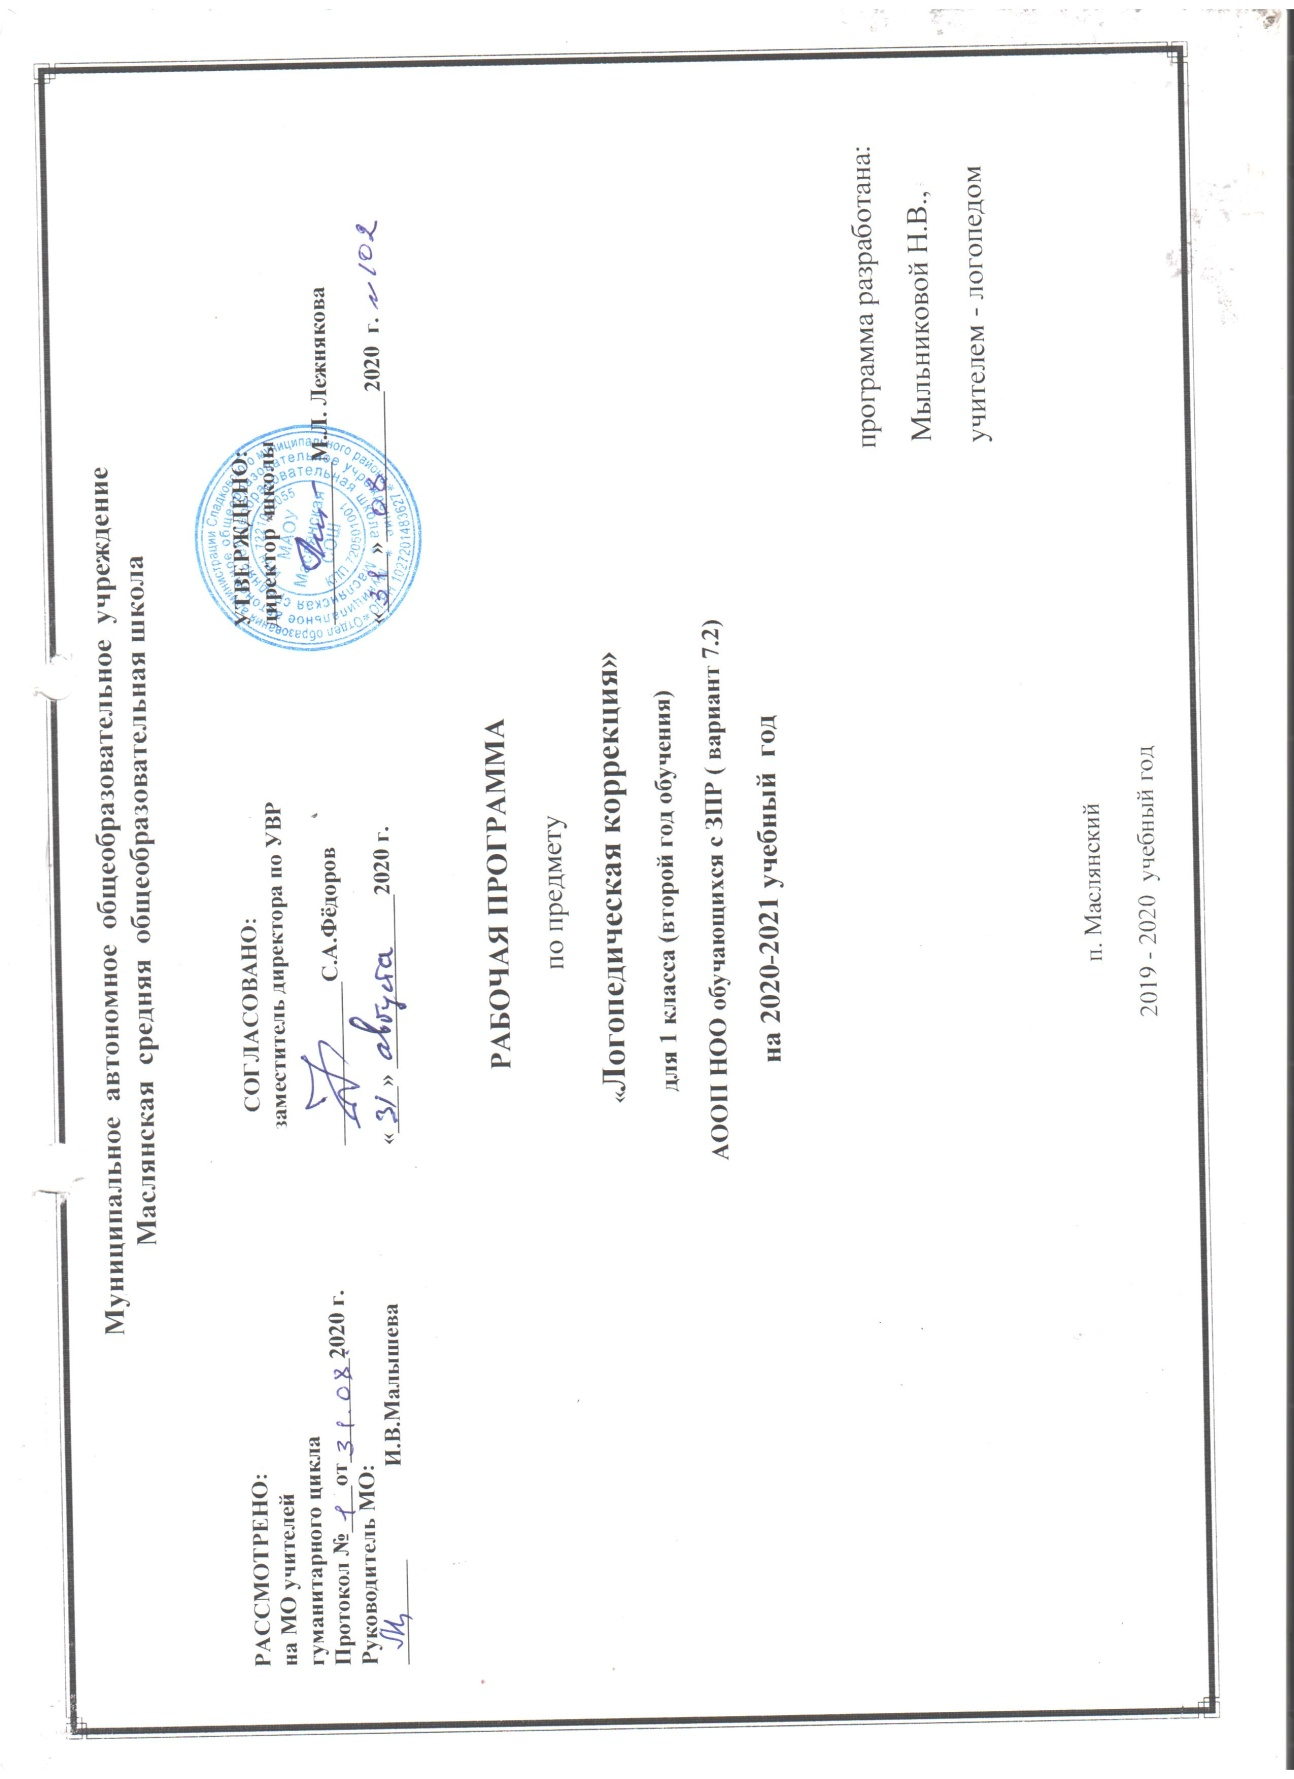 Муниципальное автономное общеобразовательное учреждение
Маслянская средняя общеобразовательная школа
РАССМОТРЕНО:
на МО учителей
гуманитарного цикла
Протокол № 1 от 31.08.2020 г.
Руководитель МО:
И.В.Малышева
СОГЛАСОВАНО:
заместитель директора по УВР
С.А.Фёдоров
« 31 » августа 2020 г.
УТВЕРЖДЕНО:
директор школы
М.Л. Лежнякова
« 31 » 08 2020 г. № 102
МАОУ
Маслянская
СОШ
РАБОЧАЯ ПРОГРАММА
по предмету
«Логопедическая коррекция»
для 1 класса (второй год обучения)
АООП НОО обучающихся с ЗПР ( вариант 7.2)
на 2020-2021 учебный год
программа разработана:
Мыльниковой Н.В.,
учителем - логопедом
п. Маслянский
2019 - 2020 учебный год